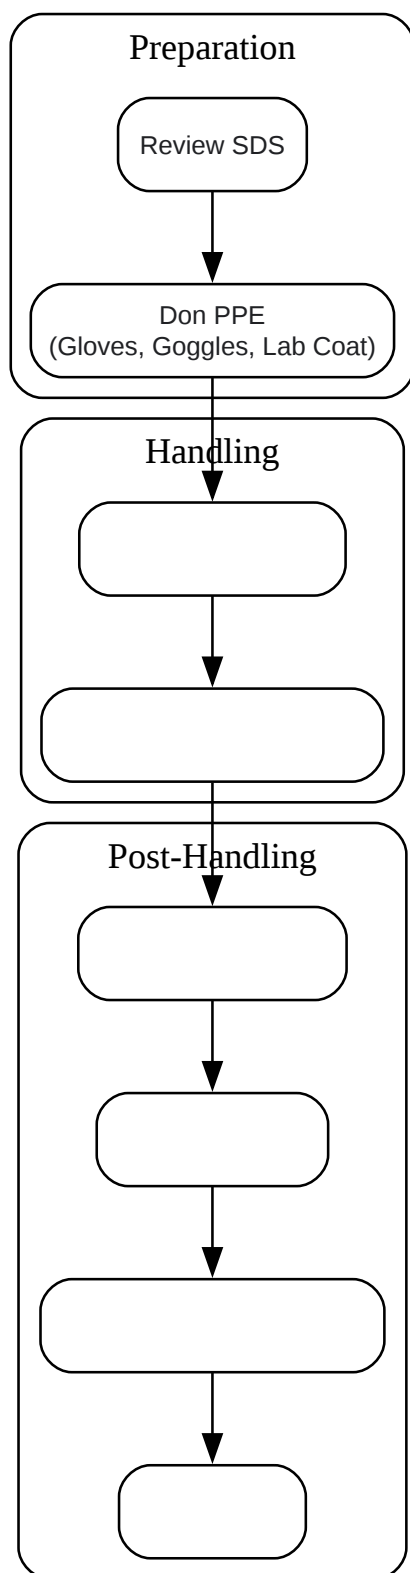 Preparation
Review SDS
Don PPE
(Gloves, Goggles, Lab Coat)
Handling
Post-Handling